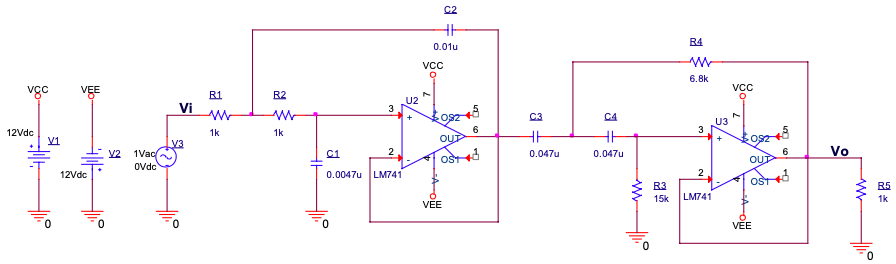 C2
0.01u
R4
6.8k
VCC
VEE
VCC
VCC
R1
R2
U2
7
5
V+
OS2
C3
C4
U3
7
5
V+
OS2
Vi
1k
1k
3
+
OUT
6
0.047u
0.047u
3
+
OUT
6
Vo
12Vdc
V1
V2
V3
1Vac
0Vdc
C1
0.0047u
2
-
4
V-
OS1
1
LM741
VEE
R3
15k
2
-
4
V-
OS1
1
LM741
VEE
R5
1k
12Vdc
0
0
0
0
0
0